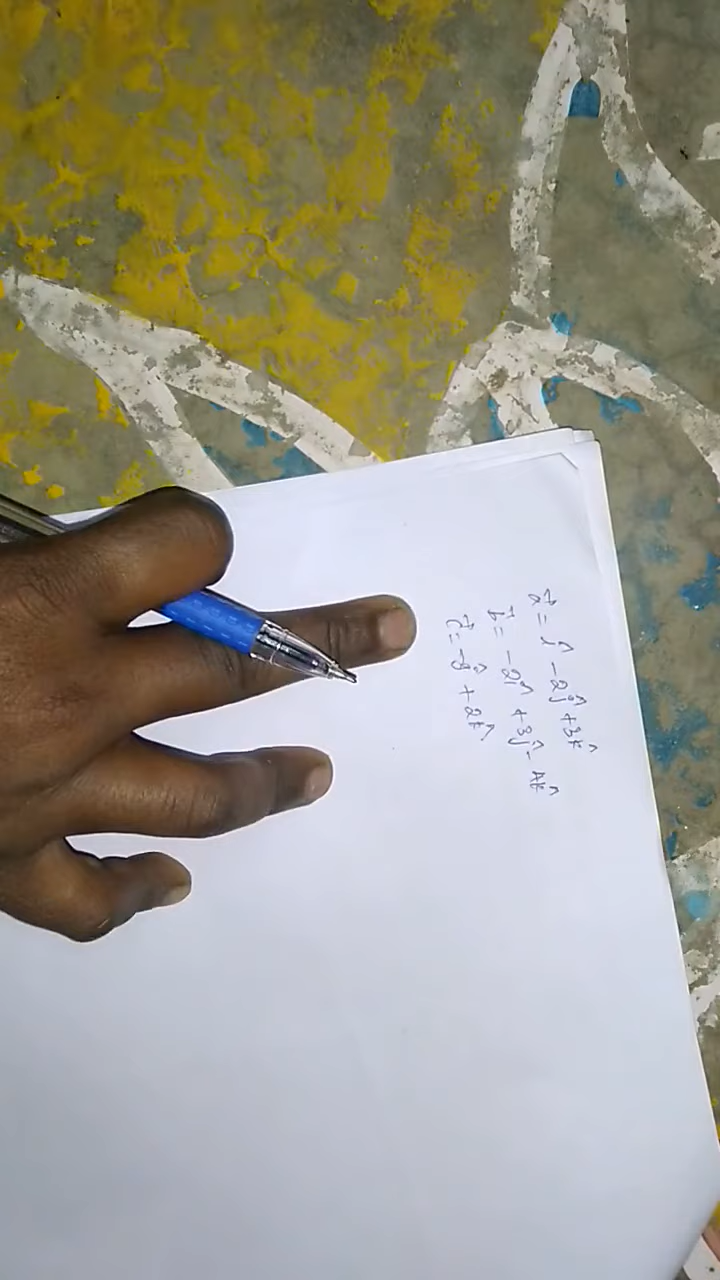 a⃗ = î - 2ĵ + 3k̂
b⃗ = - 2î + 3ĵ - 4k̂
c⃗ = - ĵ + 2k̂